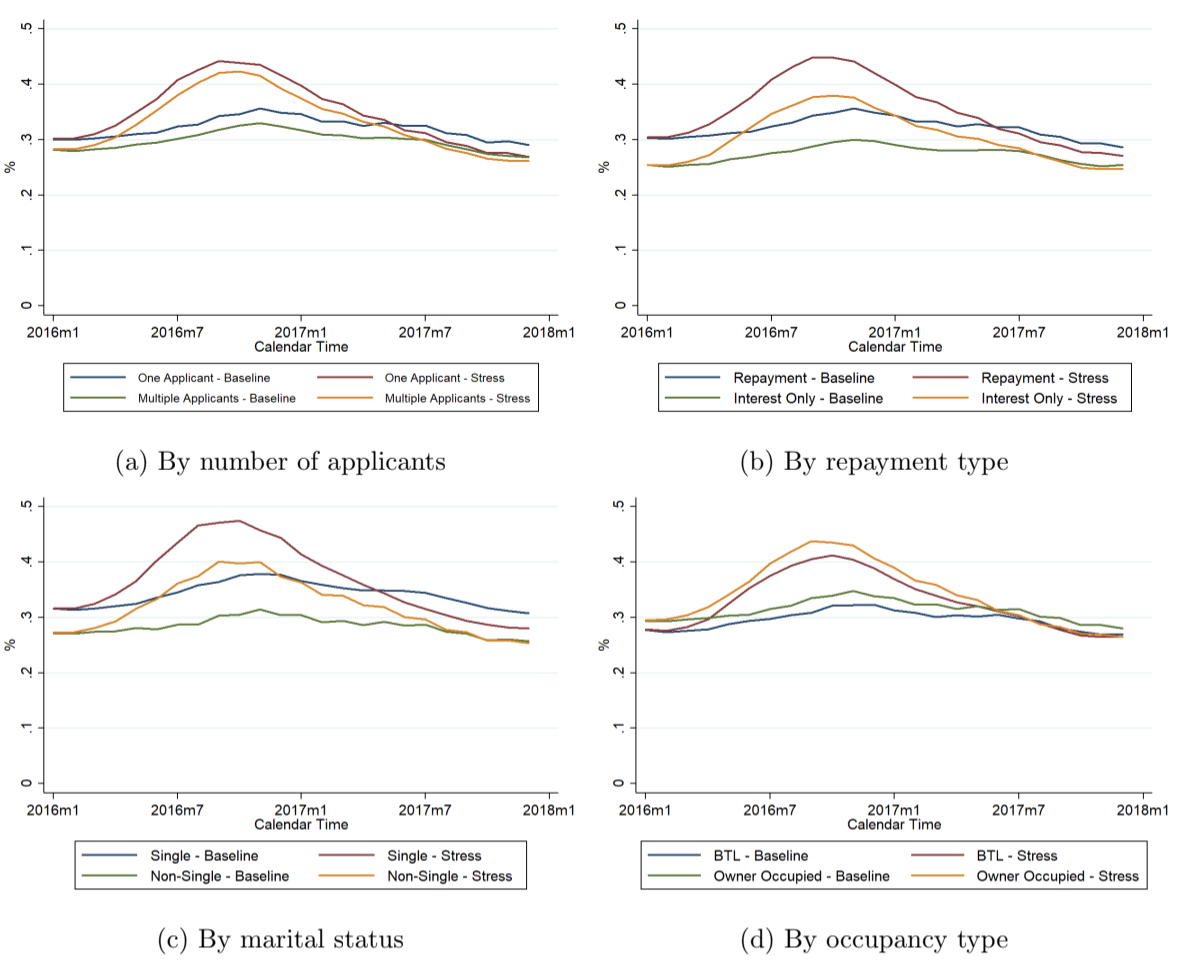 .5
.4
.3
.2
.1
0
%
2016m1 2016m7 2017m1 2017m7 2018m1
Calendar Time
One Applicant - Baseline One Applicant - Stress
Multiple Applicants - Baseline Multiple Applicants - Stress
(a) By number of applicants
.5
.4
.3
.2
.1
0
%
2016m1 2016m7 2017m1 2017m7 2018m1
Calendar Time
Repayment - Baseline Repayment - Stress
Interest Only - Baseline Interest Only - Stress
(b) By repayment type
.5
.4
.3
.2
.1
0
%
2016m1 2016m7 2017m1 2017m7 2018m1
Calendar Time
Single - Baseline Single - Stress
Non-Single - Baseline Non-Single - Stress
(c) By marital status
.5
.4
.3
.2
.1
0
%
2016m1 2016m7 2017m1 2017m7 2018m1
Calendar Time
BTL - Baseline BTL - Stress
Owner Occupied - Baseline Owner Occupied - Stress
(d) By occupancy type